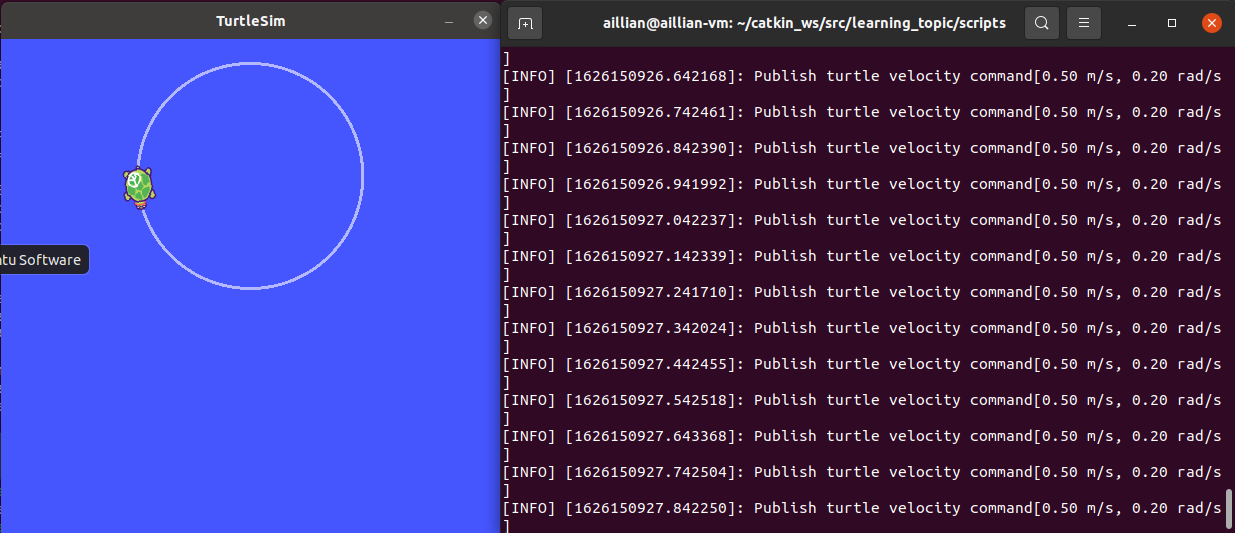 TurtleSim
ntu Software
aillian@aillian-vm: ~/catkin_ws/src/learning_topic/scripts
]
[INFO] [1626150926.642168]: Publish turtle velocity command[0.50 m/s, 0.20 rad/s
]
[INFO] [1626150926.742461]: Publish turtle velocity command[0.50 m/s, 0.20 rad/s
]
[INFO] [1626150926.842390]: Publish turtle velocity command[0.50 m/s, 0.20 rad/s
]
[INFO] [1626150926.941992]: Publish turtle velocity command[0.50 m/s, 0.20 rad/s
]
[INFO] [1626150927.042237]: Publish turtle velocity command[0.50 m/s, 0.20 rad/s
]
[INFO] [1626150927.142339]: Publish turtle velocity command[0.50 m/s, 0.20 rad/s
]
[INFO] [1626150927.241710]: Publish turtle velocity command[0.50 m/s, 0.20 rad/s
]
[INFO] [1626150927.342024]: Publish turtle velocity command[0.50 m/s, 0.20 rad/s
]
[INFO] [1626150927.442455]: Publish turtle velocity command[0.50 m/s, 0.20 rad/s
]
[INFO] [1626150927.542518]: Publish turtle velocity command[0.50 m/s, 0.20 rad/s
]
[INFO] [1626150927.643368]: Publish turtle velocity command[0.50 m/s, 0.20 rad/s
]
[INFO] [1626150927.742504]: Publish turtle velocity command[0.50 m/s, 0.20 rad/s
]
[INFO] [1626150927.842250]: Publish turtle velocity command[0.50 m/s, 0.20 rad/s
]